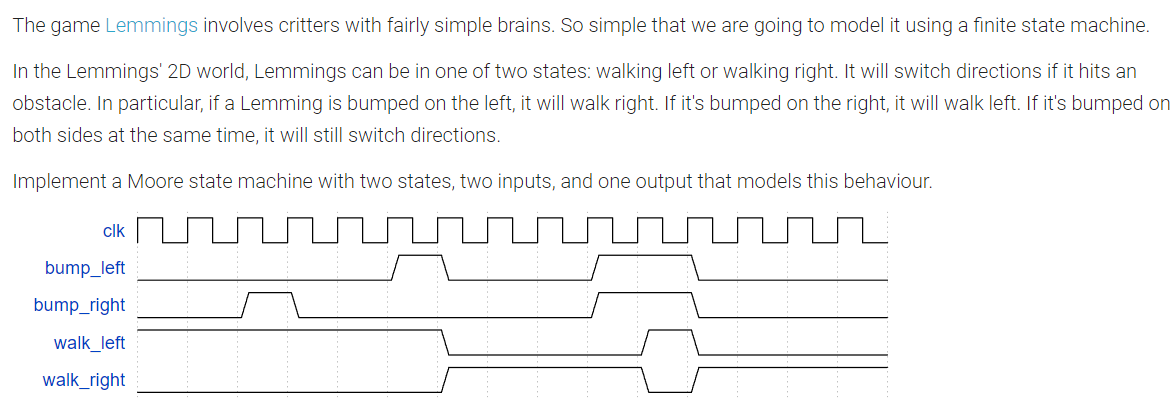 The game Lemmings involves critters with fairly simple brains. So simple that we are going to model it using a finite state machine.
In the Lemmings' 2D world, Lemmings can be in one of two states: walking left or walking right. It will switch directions if it hits an
obstacle. In particular, if a Lemming is bumped on the left, it will walk right. If it's bumped on the right, it will walk left. If it's bumped on
both sides at the same time, it will still switch directions.
Implement a Moore state machine with two states, two inputs, and one output that models this behaviour.
clk
bump_left
bump_right
walk_left
walk_right